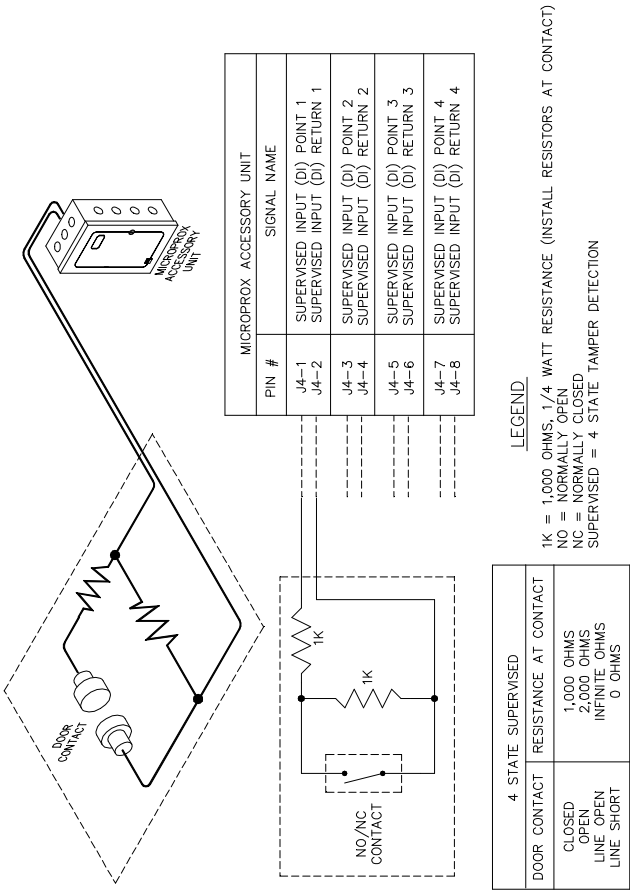 DOOR
CONTACT
MICROPROX
ACCESSORY
UNIT
NO/NC
CONTACT
1K
1K
MICROPROX ACCESSORY UNIT
PIN # SIGNAL NAME
J4-1 SUPERVISED INPUT (DI) POINT 1
J4-2 SUPERVISED INPUT (DI) RETURN 1
J4-3 SUPERVISED INPUT (DI) POINT 2
J4-4 SUPERVISED INPUT (DI) RETURN 2
J4-5 SUPERVISED INPUT (DI) POINT 3
J4-6 SUPERVISED INPUT (DI) RETURN 3
J4-7 SUPERVISED INPUT (DI) POINT 4
J4-8 SUPERVISED INPUT (DI) RETURN 4
4 STATE SUPERVISED
DOOR CONTACT RESISTANCE AT CONTACT
CLOSED 1,000 OHMS
OPEN 2,000 OHMS
LINE OPEN INFINITE OHMS
LINE SHORT 0 OHMS
LEGEND
1K = 1,000 OHMS, 1/4 WATT RESISTANCE (INSTALL RESISTORS AT CONTACT)
NO = NORMALLY OPEN
NC = NORMALLY CLOSED
SUPERVISED = 4 STATE TAMPER DETECTION